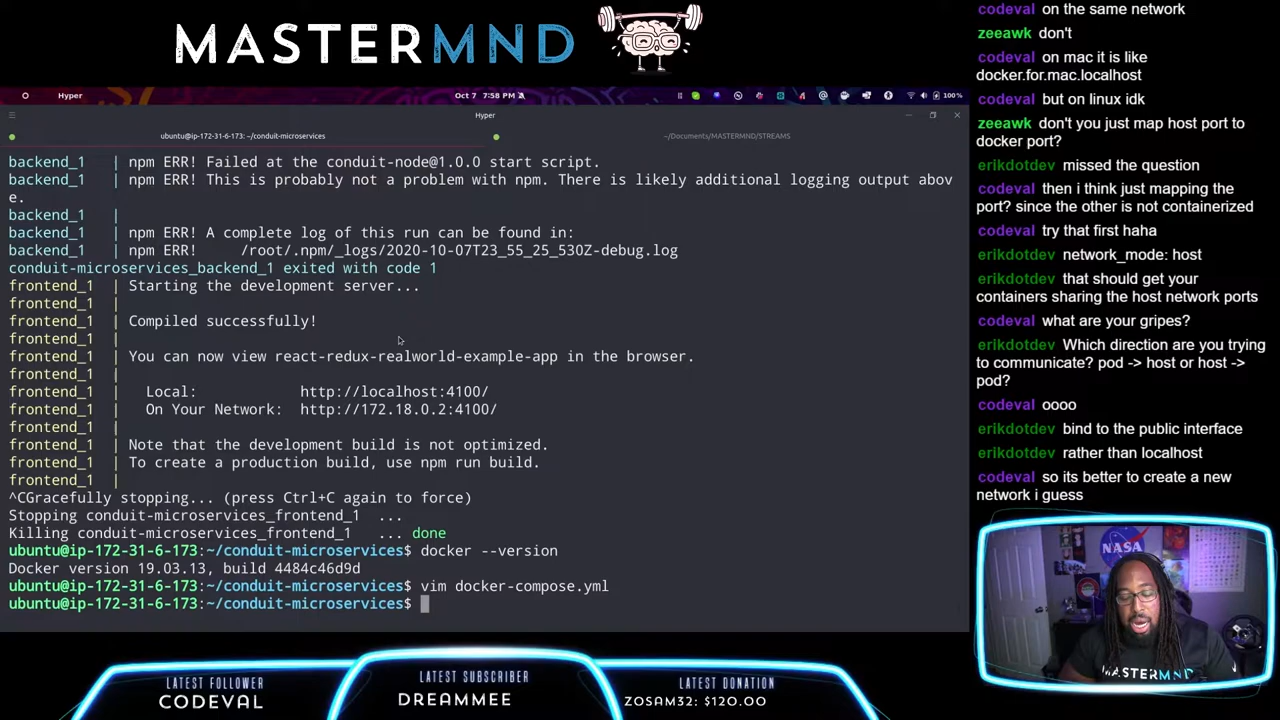 MASTERMND
Hyper
Oct 7 7:58 PM
100%
Hyper
ubuntu@ip-172-31-6-173: ~/conduit-microservices
~/Documents/MASTERMND/STREAMS
backend_1 | npm ERR! Failed at the conduit-node@1.0.0 start script.
backend_1 | npm ERR! This is probably not a problem with npm. There is likely additional logging output abov
e.
backend_1 |
backend_1 | npm ERR! A complete log of this run can be found in:
backend_1 | npm ERR!     /root/.npm/_logs/2020-10-07T23_55_25_530Z-debug.log
conduit-microservices_backend_1 exited with code 1
frontend_1 | Starting the development server...
frontend_1 |
frontend_1 | Compiled successfully!
frontend_1 |
frontend_1 | You can now view react-redux-realworld-example-app in the browser.
frontend_1 |
frontend_1 |   Local:            http://localhost:4100/
frontend_1 |   On Your Network:  http://172.18.0.2:4100/
frontend_1 |
frontend_1 | Note that the development build is not optimized.
frontend_1 | To create a production build, use npm run build.
frontend_1 |
^CGracefully stopping... (press Ctrl+C again to force)
Stopping conduit-microservices_frontend_1  ...
Killing conduit-microservices_frontend_1   ... done
ubuntu@ip-172-31-6-173:~/conduit-microservices$ docker --version
Docker version 19.03.13, build 4484c46d9d
ubuntu@ip-172-31-6-173:~/conduit-microservices$ vim docker-compose.yml
ubuntu@ip-172-31-6-173:~/conduit-microservices$
codeval on the same network
zeeawk don't
codeval on mac it is like
docker.for.mac.localhost
codeval but on linux idk
zeeawk don't you just map host port to
docker port?
erikdotdev missed the question
codeval then i think just mapping the
port? since the other is not containerized
codeval try that first haha
erikdotdev network_mode: host
erikdotdev that should get your
containers sharing the host network ports
codeval what are your gripes?
erikdotdev Which direction are you trying
to communicate? pod -> host or host ->
pod?
codeval oooo
erikdotdev bind to the public interface
erikdotdev rather than localhost
codeval so its better to create a new
network i guess
NASA
MASTERMND
LATEST FOLLOWER
CODEVAL
LATEST SUBSCRIBER
DREAMMEE
LATEST DONATION
ZOSAM32: $120.00